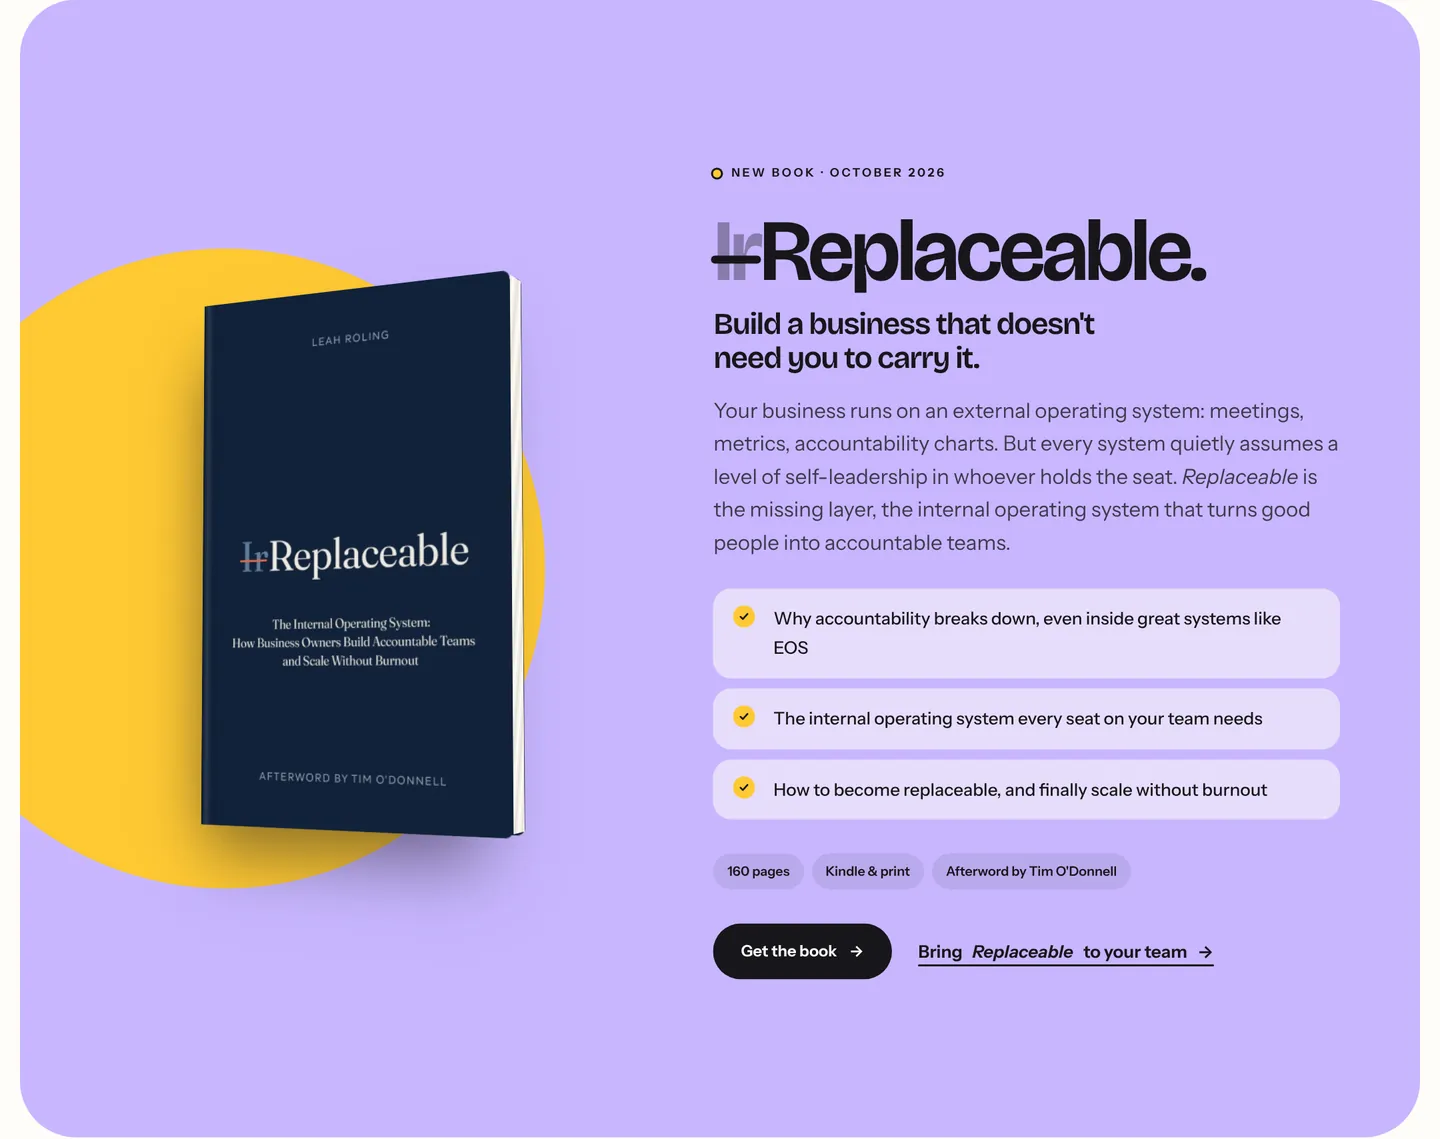 LEAH ROLING
IrReplaceable
The Internal Operating System:
How Business Owners Build Accountable Teams
and Scale Without Burnout
AFTERWORD BY TIM O'DONNELL
NEW BOOK · OCTOBER 2026
IrReplaceable.
Build a business that doesn't
need you to carry it.
Your business runs on an external operating system: meetings,
metrics, accountability charts. But every system quietly assumes a
level of self-leadership in whoever holds the seat. Replaceable is
the missing layer, the internal operating system that turns good
people into accountable teams.
Why accountability breaks down, even inside great systems like
EOS
The internal operating system every seat on your team needs
How to become replaceable, and finally scale without burnout
160 pages Kindle & print Afterword by Tim O'Donnell
Get the book → Bring Replaceable to your team →